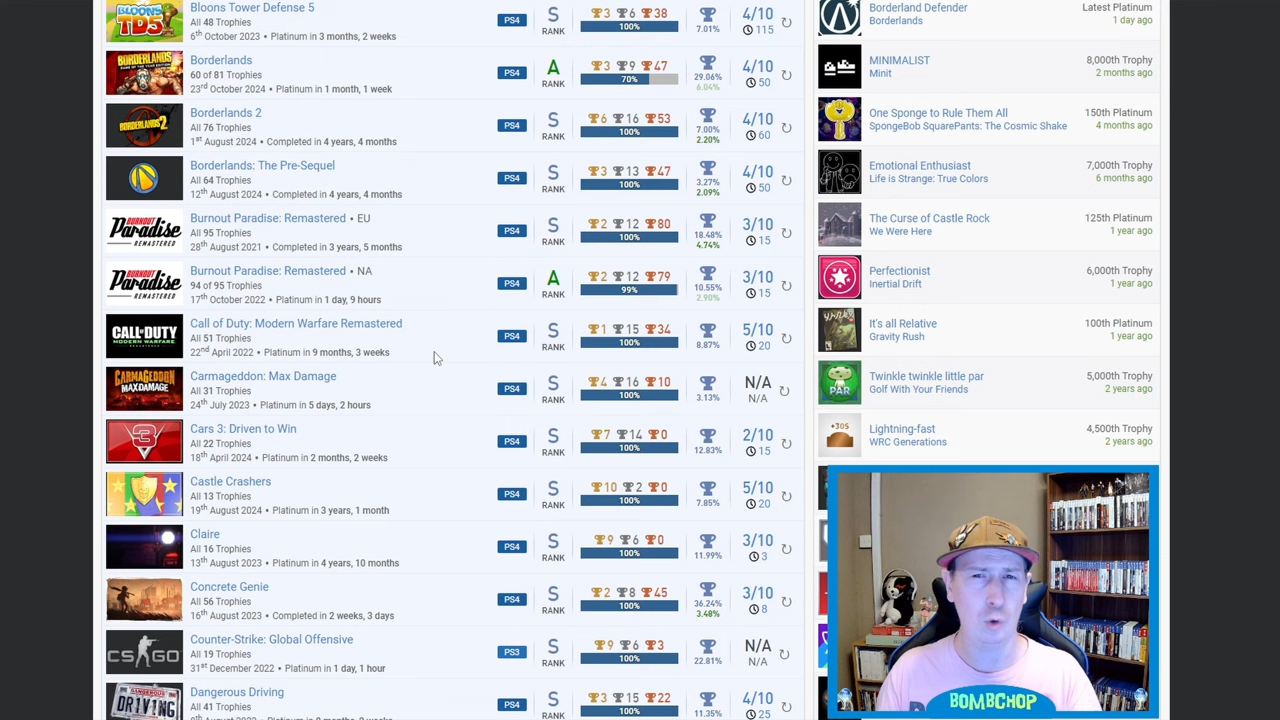 Bloons Tower Defense 5
All 48 Trophies
6th October 2023 • Platinum in 3 months, 2 weeks
PS4
S
RANK
3 6 38
100%
7.01%
4/10
115
Borderlands
60 of 81 Trophies
23rd October 2024 • Platinum in 1 month, 1 week
PS4
A
RANK
3 9 47
70%
29.06%
6.04%
4/10
50
Borderlands 2
All 76 Trophies
1st August 2024 • Completed in 4 years, 4 months
PS4
S
RANK
6 16 53
100%
7.00%
2.20%
4/10
60
Borderlands: The Pre-Sequel
All 64 Trophies
12th August 2024 • Completed in 4 years, 4 months
PS4
S
RANK
3 13 47
100%
3.27%
2.09%
4/10
50
BURNOUT
Paradise
REMASTERED
Burnout Paradise: Remastered • EU
All 95 Trophies
28th August 2021 • Completed in 3 years, 5 months
PS4
S
RANK
2 12 80
100%
18.48%
4.74%
3/10
15
BURNOUT
Paradise
REMASTERED
Burnout Paradise: Remastered • NA
94 of 95 Trophies
17th October 2022 • Platinum in 1 day, 9 hours
PS4
A
RANK
2 12 79
99%
10.55%
2.90%
3/10
15
CALL OF DUTY
MODERN WARFARE
Call of Duty: Modern Warfare Remastered
All 51 Trophies
22nd April 2022 • Platinum in 9 months, 3 weeks
PS4
S
RANK
1 15 34
100%
8.87%
5/10
20
CARMAGEDDON
MAX DAMAGE
Carmageddon: Max Damage
All 31 Trophies
24th July 2023 • Platinum in 5 days, 2 hours
PS4
S
RANK
4 16 10
100%
3.13%
N/A
N/A
Cars 3: Driven to Win
All 22 Trophies
18th April 2024 • Platinum in 2 months, 2 weeks
PS4
S
RANK
7 14 0
100%
12.83%
2/10
15
Castle Crashers
All 13 Trophies
19th August 2024 • Platinum in 3 years, 1 month
PS4
S
RANK
10 2 0
100%
7.85%
5/10
20
Claire
All 16 Trophies
13th August 2023 • Platinum in 4 years, 10 months
PS4
S
RANK
9 6 0
100%
11.99%
3/10
3
Concrete Genie
All 56 Trophies
16th August 2023 • Completed in 2 weeks, 3 days
PS4
S
RANK
2 8 45
100%
36.24%
3.48%
3/10
8
CS GO
Counter-Strike: Global Offensive
All 19 Trophies
31st December 2022 • Platinum in 1 day, 1 hour
PS3
S
RANK
9 6 3
100%
22.81%
N/A
N/A
DRIVING
Dangerous Driving
All 41 Trophies
PS4
S
RANK
3 15 22
100%
11.35%
4/10
25
Borderland Defender
Borderlands
Latest Platinum
1 day ago
MINIMALIST
Minit
8,000th Trophy
2 months ago
One Sponge to Rule Them All
SpongeBob SquarePants: The Cosmic Shake
150th Platinum
4 months ago
Emotional Enthusiast
Life is Strange: True Colors
7,000th Trophy
6 months ago
The Curse of Castle Rock
We Were Here
125th Platinum
1 year ago
Perfectionist
Inertial Drift
6,000th Trophy
1 year ago
It's all Relative
Gravity Rush
100th Platinum
1 year ago
PAR
Twinkle twinkle little par
Golf With Your Friends
5,000th Trophy
2 years ago
+30S
Lightning-fast
WRC Generations
4,500th Trophy
2 years ago
BOMBCHOP